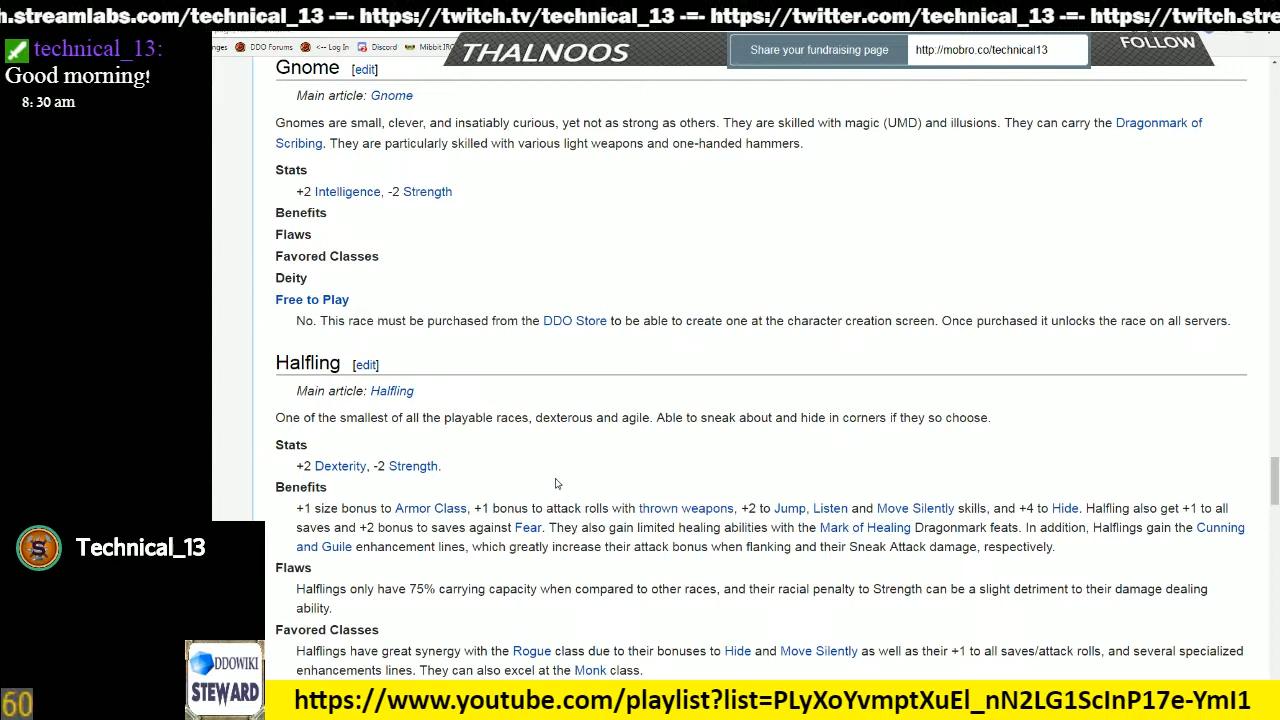 h.streamlabs.com/technical_13 -=- https://twitch.tv/technical_13 -=- https://twitter.com/technical_13 -=- https://twitch.stre
technical_13:
Good morning!
8:30 am
nges DDO Forums <-- Log In Discord Mibbit IR
THALNOOS
Share your fundraising page http://mobro.co/technical13
FOLLOW
Gnome [edit]
Main article: Gnome
Gnomes are small, clever, and insatiably curious, yet not as strong as others. They are skilled with magic (UMD) and illusions. They can carry the Dragonmark of
Scribing. They are particularly skilled with various light weapons and one-handed hammers.
Stats
+2 Intelligence, -2 Strength
Benefits
Flaws
Favored Classes
Deity
Free to Play
No. This race must be purchased from the DDO Store to be able to create one at the character creation screen. Once purchased it unlocks the race on all servers.
Halfling [edit]
Main article: Halfling
One of the smallest of all the playable races, dexterous and agile. Able to sneak about and hide in corners if they so choose.
Stats
+2 Dexterity, -2 Strength.
Benefits
+1 size bonus to Armor Class, +1 bonus to attack rolls with thrown weapons, +2 to Jump, Listen and Move Silently skills, and +4 to Hide. Halfling also get +1 to all
saves and +2 bonus to saves against Fear. They also gain limited healing abilities with the Mark of Healing Dragonmark feats. In addition, Halflings gain the Cunning
and Guile enhancement lines, which greatly increase their attack bonus when flanking and their Sneak Attack damage, respectively.
Technical_13
Flaws
Halflings only have 75% carrying capacity when compared to other races, and their racial penalty to Strength can be a slight detriment to their damage dealing
ability.
Favored Classes
Halflings have great synergy with the Rogue class due to their bonuses to Hide and Move Silently as well as their +1 to all saves/attack rolls, and several specialized
enhancements lines. They can also excel at the Monk class.
DDOWIKI
STEWARD
60
https://www.youtube.com/playlist?list=PLyXoYvmptXuEl_nN2LG1ScInP17e-YmI1